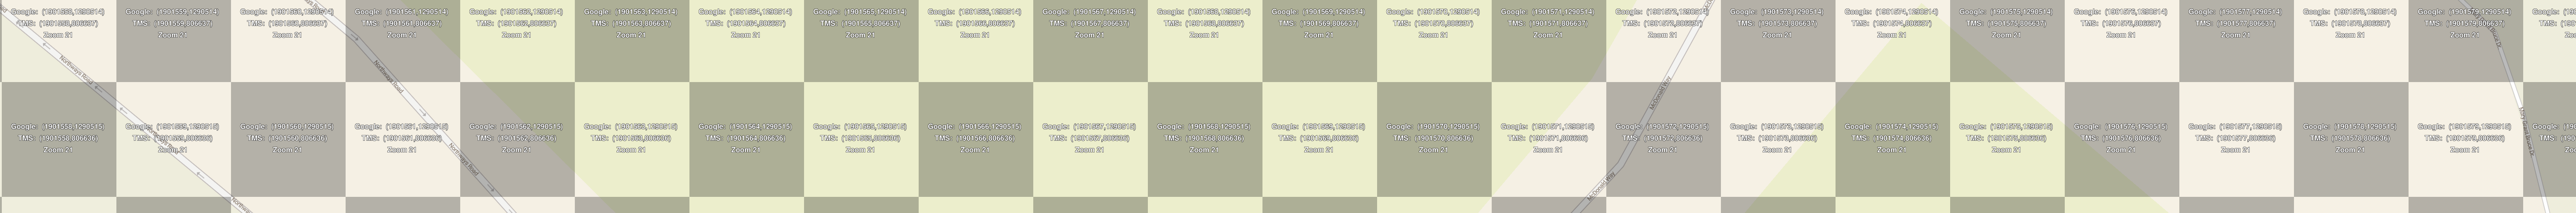 Google: (1901558,1290514)
TMS: (1901558,806637)
Zoom 21
Google: (1901559,1290514)
TMS: (1901559,806637)
Zoom 21
Google: (1901560,1290514)
TMS: (1901560,806637)
Zoom 21
Google: (1901561,1290514)
TMS: (1901561,806637)
Zoom 21
Google: (1901562,1290514)
TMS: (1901562,806637)
Zoom 21
Google: (1901563,1290514)
TMS: (1901563,806637)
Zoom 21
Google: (1901564,1290514)
TMS: (1901564,806637)
Zoom 21
Google: (1901565,1290514)
TMS: (1901565,806637)
Zoom 21
Google: (1901566,1290514)
TMS: (1901566,806637)
Zoom 21
Google: (1901567,1290514)
TMS: (1901567,806637)
Zoom 21
Google: (1901568,1290514)
TMS: (1901568,806637)
Zoom 21
Google: (1901569,1290514)
TMS: (1901569,806637)
Zoom 21
Google: (1901570,1290514)
TMS: (1901570,806637)
Zoom 21
Google: (1901571,1290514)
TMS: (1901571,806637)
Zoom 21
Google: (1901572,1290514)
TMS: (1901572,806637)
Zoom 21
Google: (1901573,1290514)
TMS: (1901573,806637)
Zoom 21
Google: (1901574,1290514)
TMS: (1901574,806637)
Zoom 21
Google: (1901575,1290514)
TMS: (1901575,806637)
Zoom 21
Google: (1901576,1290514)
TMS: (1901576,806637)
Zoom 21
Google: (1901577,1290514)
TMS: (1901577,806637)
Zoom 21
Google: (1901578,1290514)
TMS: (1901578,806637)
Zoom 21
Google: (1901579,1290514)
TMS: (1901579,806637)
Zoom 21
Northways Road
Northways Road
McDonald Way
Google: (1901558,1290515)
TMS: (1901558,806636)
Zoom 21
Google: (1901559,1290515)
TMS: (1901559,806636)
Zoom 21
Google: (1901560,1290515)
TMS: (1901560,806636)
Zoom 21
Google: (1901561,1290515)
TMS: (1901561,806636)
Zoom 21
Google: (1901562,1290515)
TMS: (1901562,806636)
Zoom 21
Google: (1901563,1290515)
TMS: (1901563,806636)
Zoom 21
Google: (1901564,1290515)
TMS: (1901564,806636)
Zoom 21
Google: (1901565,1290515)
TMS: (1901565,806636)
Zoom 21
Google: (1901566,1290515)
TMS: (1901566,806636)
Zoom 21
Google: (1901567,1290515)
TMS: (1901567,806636)
Zoom 21
Google: (1901568,1290515)
TMS: (1901568,806636)
Zoom 21
Google: (1901569,1290515)
TMS: (1901569,806636)
Zoom 21
Google: (1901570,1290515)
TMS: (1901570,806636)
Zoom 21
Google: (1901571,1290515)
TMS: (1901571,806636)
Zoom 21
Google: (1901572,1290515)
TMS: (1901572,806636)
Zoom 21
Google: (1901573,1290515)
TMS: (1901573,806636)
Zoom 21
Google: (1901574,1290515)
TMS: (1901574,806636)
Zoom 21
Google: (1901575,1290515)
TMS: (1901575,806636)
Zoom 21
Google: (1901576,1290515)
TMS: (1901576,806636)
Zoom 21
Google: (1901577,1290515)
TMS: (1901577,806636)
Zoom 21
Google: (1901578,1290515)
TMS: (1901578,806636)
Zoom 21
Google: (1901579,1290515)
TMS: (1901579,806636)
Zoom 21
Northways Road
McDonald Way